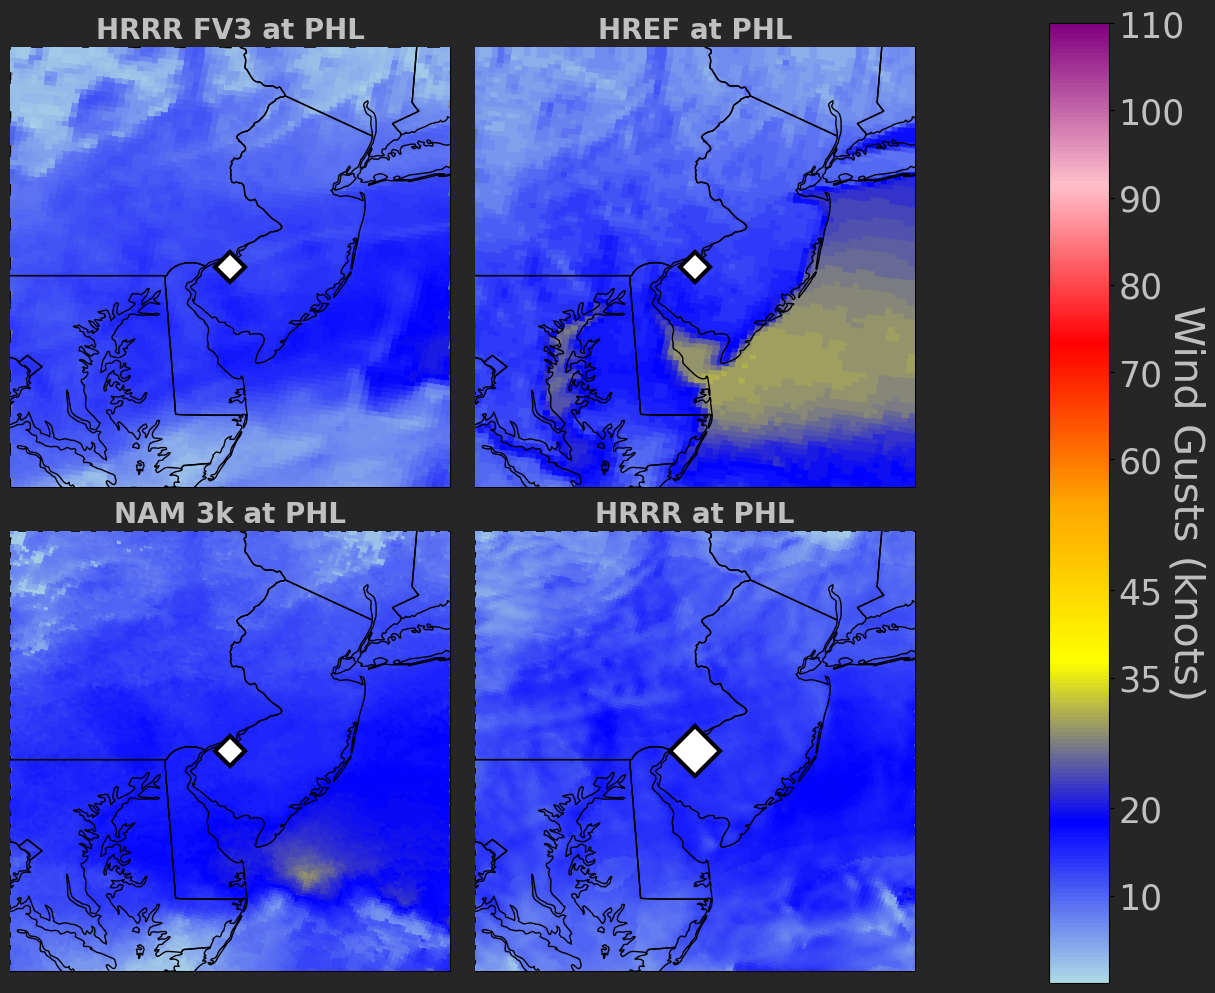 HRRR FV3 at PHL
HREF at PHL
NAM 3k at PHL
HRRR at PHL
110
100
90
80
70
60
45
35
20
10
Wind Gusts (knots)